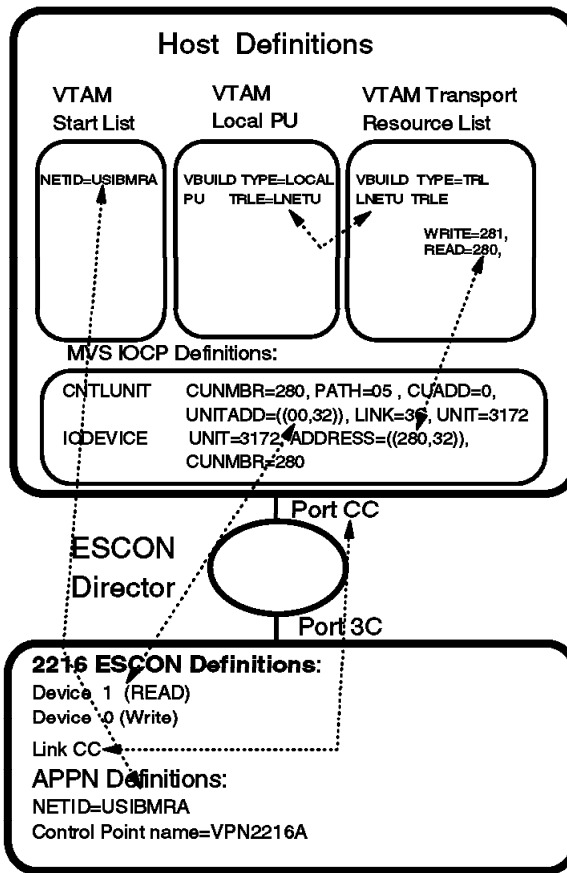 Host Definitions
VTAM
Start List
VTAM
Local PU
VTAM Transport
Resource List
NETID=USIBMRA
VBUILD TYPE=LOCAL
PU TRLE=LNETU
VBUILD TYPE=TRL
LNETU TRLE
WRITE=281,
READ=280,
MVS IOCP Definitions:
CNTLUNIT CUNMBR=280, PATH=05 , CUADD=0,
UNITADD=((00,32)), LINK=3C, UNIT=3172
IODEVICE UNIT=3172, ADDRESS=((280,32)),
CUNMBR=280
Port CC
ESCON
Director
Port 3C
2216 ESCON Definitions:
Device 1 (READ)
Device 0 (Write)
Link CC
APPN Definitions:
NETID=USIBMRA
Control Point name=VPN2216A